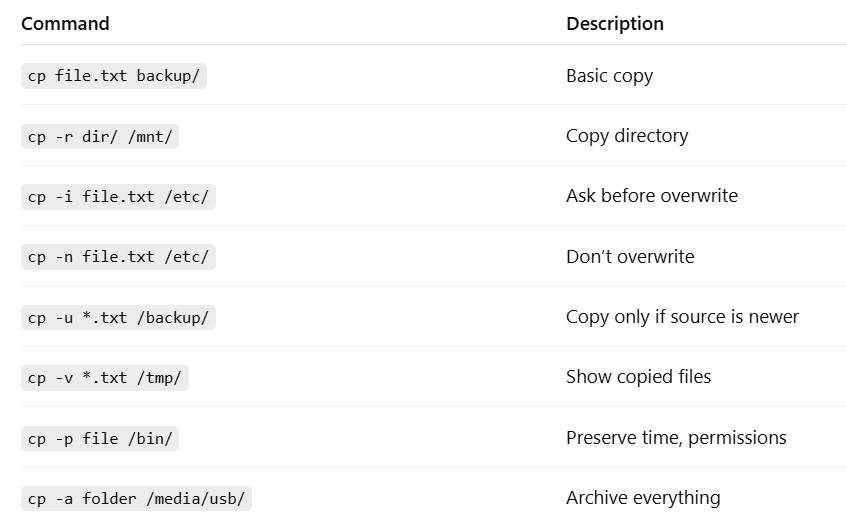 Command Description
cp file.txt backup/ Basic copy
cp -r dir/ /mnt/ Copy directory
cp -i file.txt /etc/ Ask before overwrite
cp -n file.txt /etc/ Don’t overwrite
cp -u *.txt /backup/ Copy only if source is newer
cp -v *.txt /tmp/ Show copied files
cp -p file /bin/ Preserve time, permissions
cp -a folder /media/usb/ Archive everything